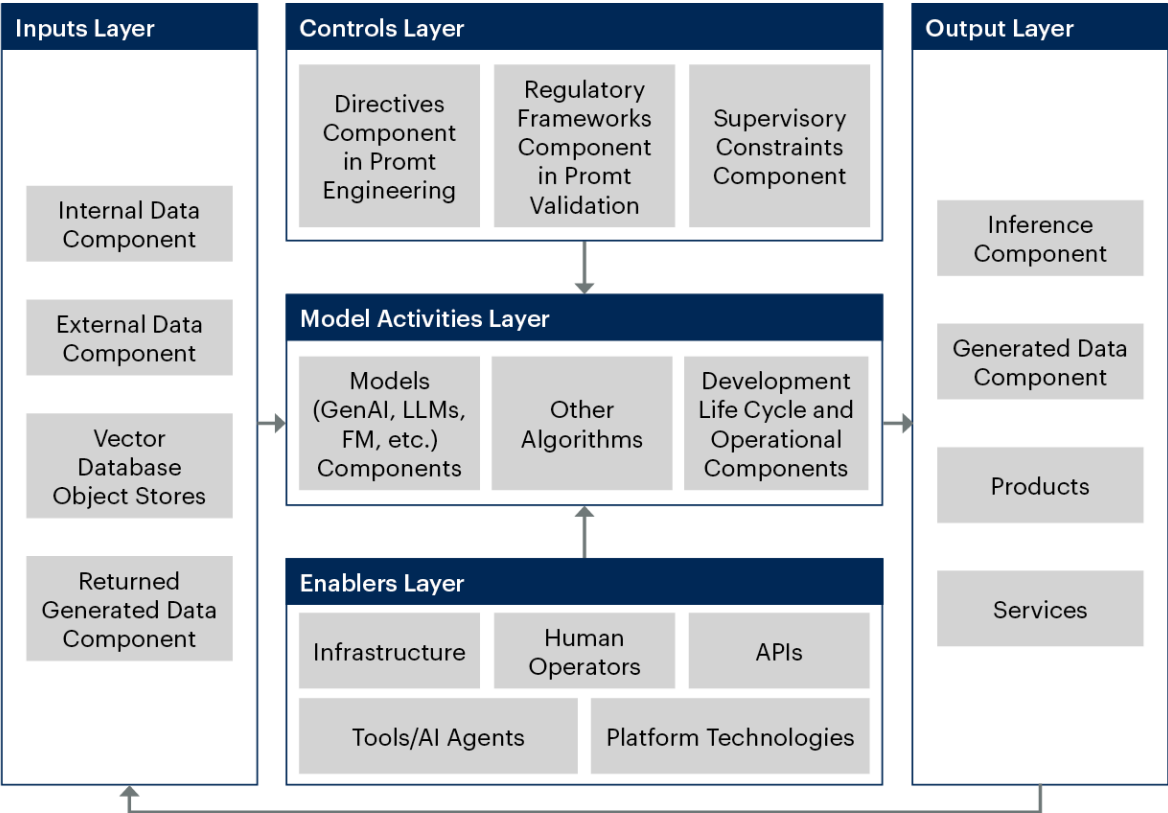 Inputs Layer
Internal Data
Component
External Data
Component
Vector
Database
Object Stores
Returned
Generated Data
Component
Controls Layer
Directives
Component
in Promt
Engineering
Regulatory
Frameworks
Component
in Promt
Validation
Supervisory
Constraints
Component
Model Activities Layer
Models
(GenAI, LLMs,
FM, etc.)
Components
Other
Algorithms
Development
Life Cycle and
Operational
Components
Enablers Layer
Infrastructure
Human
Operators
APIs
Tools/AI Agents
Platform Technologies
Output Layer
Inference
Component
Generated Data
Component
Products
Services